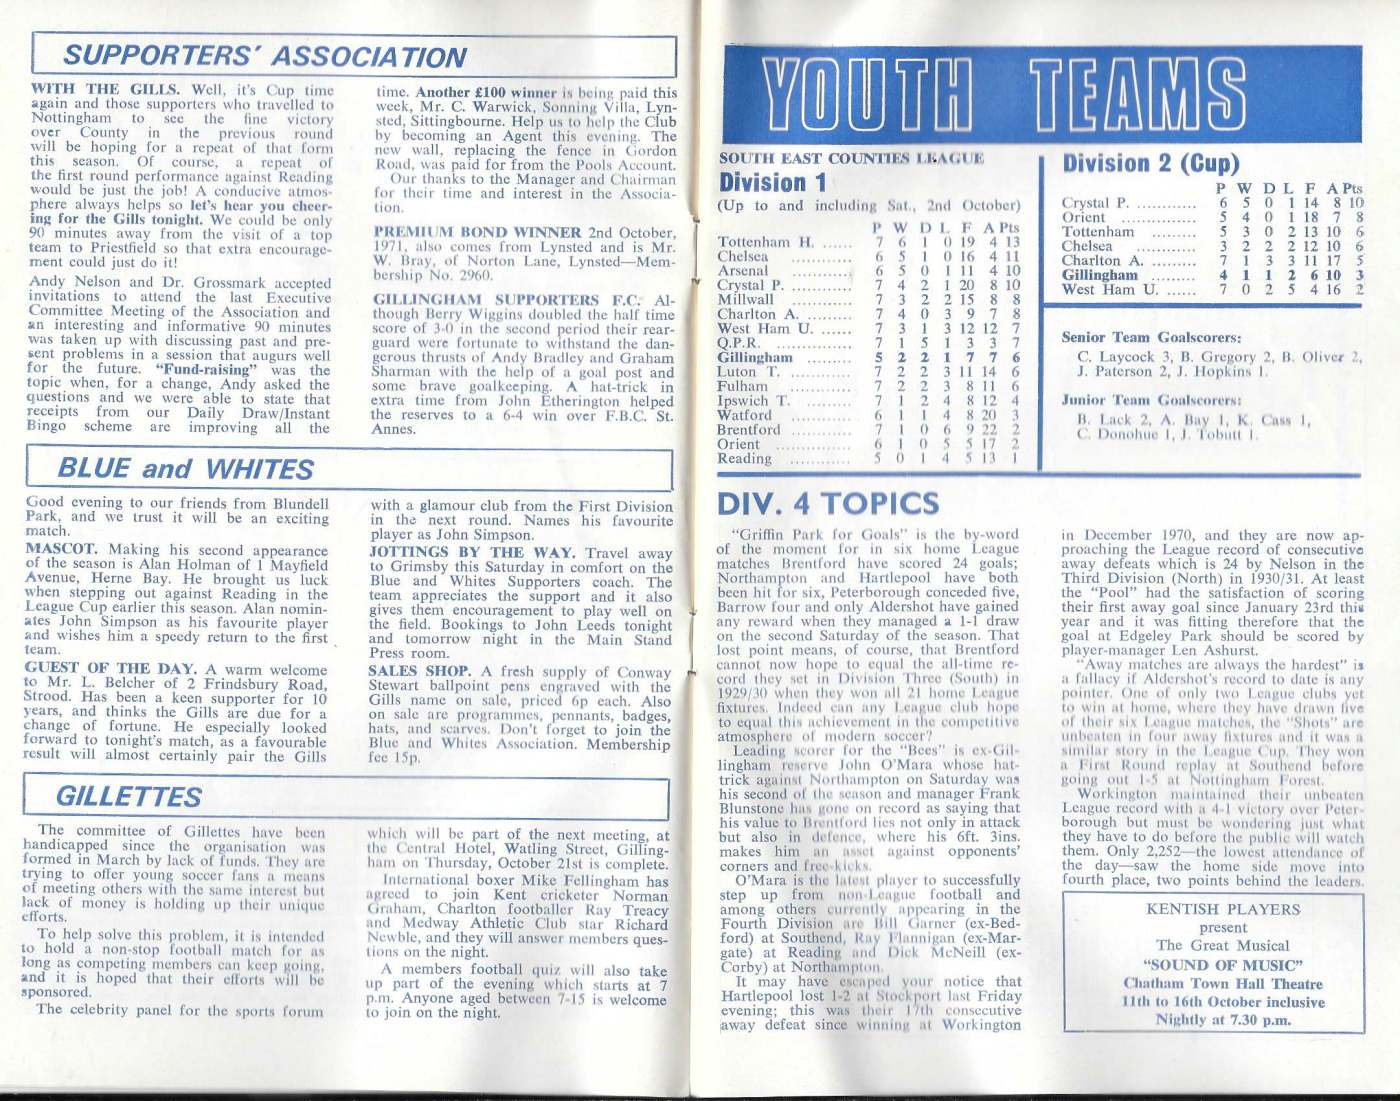 SUPPORTERS' ASSOCIATION
WITH THE GILLS. Well, it's Cup time
again and those supporters who travelled to
Nottingham to see the fine victory
over County in the previous round
will be hoping for a repeat of that form
this season. Of course, a repeat of
the first round performance against Reading
would be just the job! A conducive atmos-
phere always helps so let's hear you cheer-
ing for the Gills tonight. We could be only
90 minutes away from the visit of a top
team to Priestfield so that extra encourage-
ment could just do it!
Andy Nelson and Dr. Grossmark accepted
invitations to attend the last Executive
Committee Meeting of the Association and
an interesting and informative 90 minutes
was taken up with discussing past and pre-
sent problems in a session that augurs well
for the future. "Fund-raising" was the
topic when, for a change, Andy asked the
questions and we were able to state that
receipts from our Daily Draw/Instant
Bingo scheme are improving all the
time. Another £100 winner is being paid this
week, Mr. C. Warwick, Sonning Villa, Lyn-
sted, Sittingbourne. Help us to help the Club
by becoming an Agent this evening. The
new wall, replacing the fence in Gordon
Road, was paid for from the Pools Account.
Our thanks to the Manager and Chairman
for their time and interest in the Associa-
tion.
PREMIUM BOND WINNER 2nd October,
1971, also comes from Lynsted and is Mr.
W. Bray, of Norton Lane, Lynsted—Mem-
bership No. 2960.
GILLINGHAM SUPPORTERS F.C. Al-
though Berry Wiggins doubled the half time
score of 3-0 in the second period their rear-
guard were fortunate to withstand the dan-
gerous thrusts of Andy Bradley and Graham
Sharman with the help of a goal post and
some brave goalkeeping. A hat-trick in
extra time from John Etherington helped
the reserves to a 6-4 win over F.B.C. St.
Annes.
BLUE and WHITES
Good evening to our friends from Blundell
Park, and we trust it will be an exciting
match.
MASCOT. Making his second appearance
of the season is Alan Holman of 1 Mayfield
Avenue, Herne Bay. He brought us luck
when stepping out against Reading in the
League Cup earlier this season. Alan nomin-
ates John Simpson as his favourite player
and wishes him a speedy return to the first
team.
GUEST OF THE DAY. A warm welcome
to Mr. L. Belcher of 2 Frindsbury Road,
Strood. Has been a keen supporter for 10
years, and thinks the Gills are due for a
change of fortune. He especially looked
forward to tonight's match, as a favourable
result will almost certainly pair the Gills
with a glamour club from the First Division
in the next round. Names his favourite
player as John Simpson.
JOTTINGS BY THE WAY. Travel away
to Grimsby this Saturday in comfort on the
Blue and Whites Supporters coach. The
team appreciates the support and it also
gives them encouragement to play well on
the field. Bookings to John Leeds tonight
and tomorrow night in the Main Stand
Press room.
SALES SHOP. A fresh supply of Conway
Stewart ballpoint pens engraved with the
Gills name on sale, priced 6p each. Also
on sale are programmes, pennants, badges,
hats, and scarves. Don't forget to join the
Blue and Whites Association. Membership
fee 15p.
GILLETTES
The committee of Gillettes have been
handicapped since the organisation was
formed in March by lack of funds. They are
trying to offer young soccer fans a means
of meeting others with the same interest but
lack of money is holding up their unique
efforts.
To help solve this problem, it is intended
to hold a non-stop football match for as
long as competing members can keep going,
and it is hoped that their efforts will be
sponsored.
The celebrity panel for the sports forum
which will be part of the next meeting, at
the Central Hotel, Watling Street, Gilling-
ham on Thursday, October 21st is complete.
International boxer Mike Fellingham has
agreed to join Kent cricketer Norman
Graham, Charlton footballer Ray Treacy
and Medway Athletic Club star Richard
Newble, and they will answer members ques-
tions on the night.
A members football quiz will also take
up part of the evening which starts at 7
p.m. Anyone aged between 7-15 is welcome
to join on the night.
YOUTH TEAMS
SOUTH EAST COUNTIES LEAGUE
Division 1
(Up to and including Sat., 2nd October)
P W D L F A Pts
Tottenham H. ...... 7 6 1 0 19 4 13
Chelsea ............ 6 5 1 0 16 4 11
Arsenal ............ 6 5 0 1 11 4 10
Crystal P. ............ 7 4 2 1 20 8 10
Millwall ............ 7 3 2 2 15 8 8
Charlton A. ......... 7 4 0 3 9 7 8
West Ham U. ...... 7 3 1 3 12 12 7
Q.P.R. ............ 7 1 5 1 3 3 7
Gillingham ......... 5 2 2 1 7 7 6
Luton T. ............ 7 2 2 3 11 14 6
Fulham ............ 7 2 2 3 8 11 6
Ipswich T. ......... 7 1 2 4 8 12 4
Watford ............ 6 1 1 4 8 20 3
Brentford ............ 7 1 0 6 9 22 2
Orient ............... 6 1 0 5 5 17 2
Reading ............ 5 0 1 4 5 13 1
Division 2 (Cup)
P W D L F A Pts
Crystal P. ............ 6 5 0 1 14 8 10
Orient ............... 5 4 0 1 18 7 8
Tottenham ......... 5 3 0 2 13 10 6
Chelsea ............ 3 2 2 2 12 10 6
Charlton A. ......... 7 1 3 3 11 17 5
Gillingham ......... 4 1 1 2 6 10 3
West Ham U. ...... 7 0 2 5 4 16 2
Senior Team Goalscorers:
C. Laycock 3, B. Gregory 2, B. Oliver 2,
J. Paterson 2, J. Hopkins 1.
Junior Team Goalscorers:
B. Lack 2, A. Bay 1, K. Cass 1,
C. Donohue 1, J. Tobutt 1.
DIV. 4 TOPICS
"Griffin Park for Goals" is the by-word
of the moment for in six home League
matches Brentford have scored 24 goals;
Northampton and Hartlepool have both
been hit for six, Peterborough conceded five,
Barrow four and only Aldershot have gained
any reward when they managed a 1-1 draw
on the second Saturday of the season. That
lost point means, of course, that Brentford
cannot now hope to equal the all-time re-
cord they set in Division Three (South) in
1929/30 when they won all 21 home League
fixtures. Indeed can any League club hope
to equal this achievement in the competitive
atmosphere of modern soccer?
Leading scorer for the "Bees" is ex-Gil-
lingham reserve John O'Mara whose hat-
trick against Northampton on Saturday was
his second of the season and manager Frank
Blunstone has gone on record as saying that
his value to Brentford lies not only in attack
but also in defence, where his 6ft. 3ins.
makes him an asset against opponents'
corners and free-kicks.
O'Mara is the latest player to successfully
step up from non-League football and
among others currently appearing in the
Fourth Division are Bill Garner (ex-Bed-
ford) at Southend, Ray Flannigan (ex-Mar-
gate) at Reading and Dick McNeill (ex-
Corby) at Northampton.
It may have escaped your notice that
Hartlepool lost 1-2 at Stockport last Friday
evening; this was their 17th consecutive
away defeat since winning at Workington
in December 1970, and they are now ap-
proaching the League record of consecutive
away defeats which is 24 by Nelson in the
Third Division (North) in 1930/31. At least
the "Pool" had the satisfaction of scoring
their first away goal since January 23rd this
year and it was fitting therefore that the
goal at Edgeley Park should be scored by
player-manager Len Ashurst.
"Away matches are always the hardest" is
a fallacy if Aldershot's record to date is any
pointer. One of only two League clubs yet
to win at home, where they have drawn five
of their six League matches, the "Shots" are
unbeaten in four away fixtures and it was a
similar story in the League Cup. They won
a First Round replay at Southend before
going out 1-5 at Nottingham Forest.
Workington maintained their unbeaten
League record with a 4-1 victory over Peter-
borough but must be wondering just what
they have to do before the public will watch
them. Only 2,252—the lowest attendance of
the day—saw the home side move into
fourth place, two points behind the leaders.
KENTISH PLAYERS
present
The Great Musical
"SOUND OF MUSIC"
Chatham Town Hall Theatre
11th to 16th October inclusive
Nightly at 7.30 p.m.